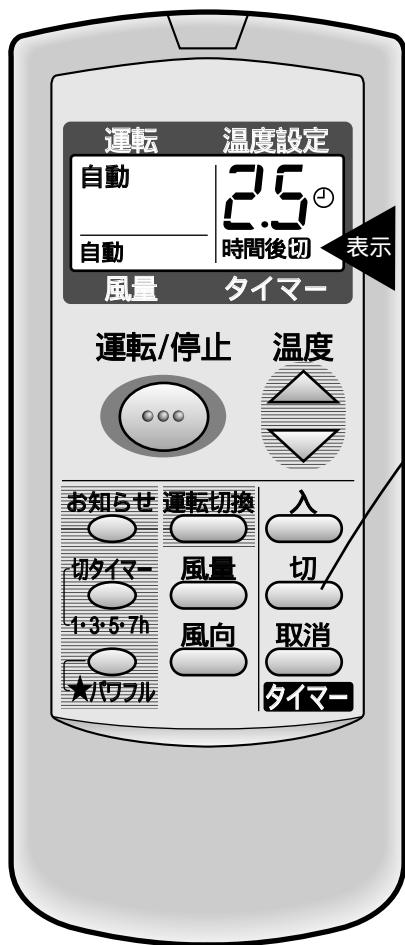 運転 温度設定
自動 2.5
自動 時間後切 表示
風量 タイマー
運転/停止 温度
お知らせ 運転切換 入
切タイマー 風量 切
1・3・5・7h 風向 取消
★パワフル タイマー